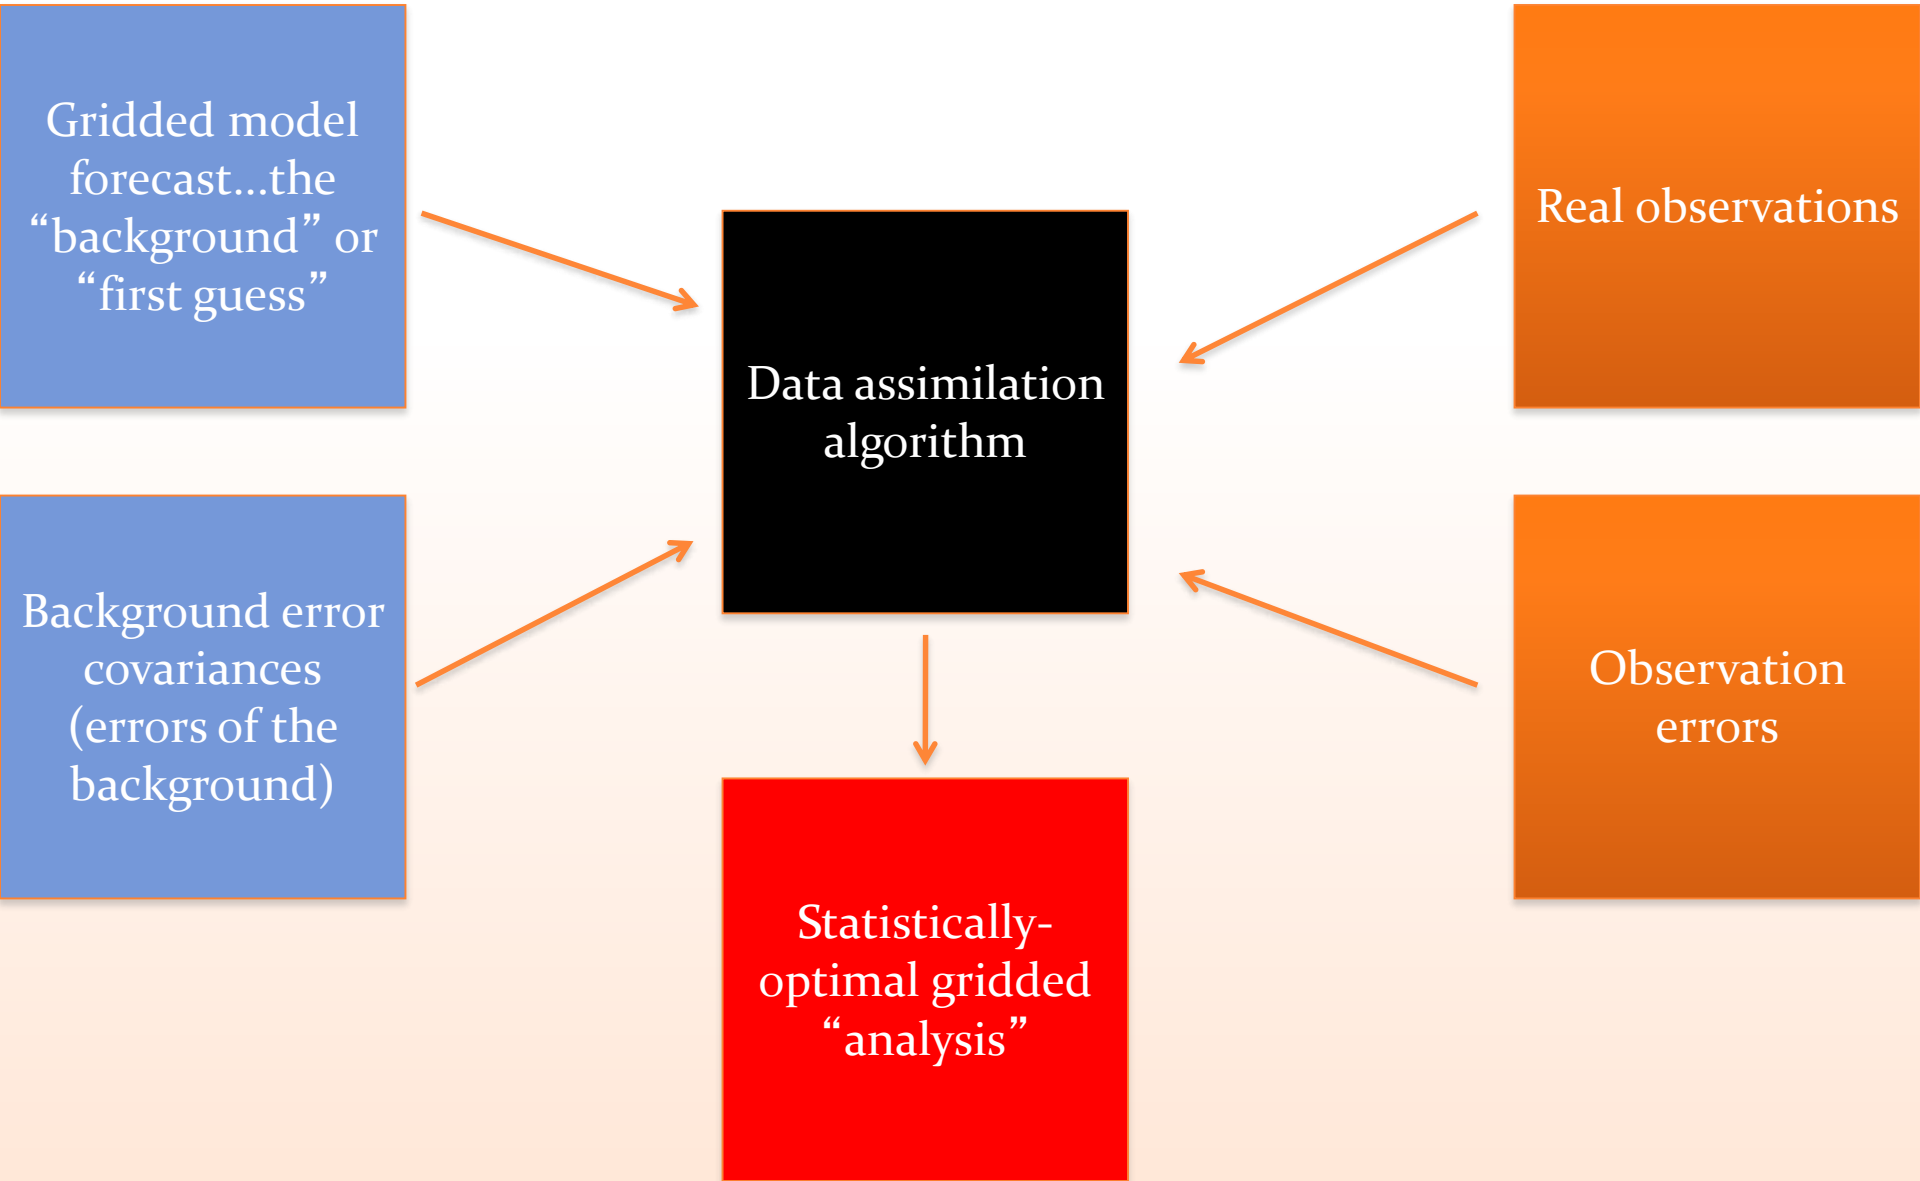 Gridded model
forecast...the
“background” or
“first guess”
Background error
covariances
(errors of the
background)
Data assimilation
algorithm
Statistically-
optimal gridded
“analysis”
Real observations
Observation
errors